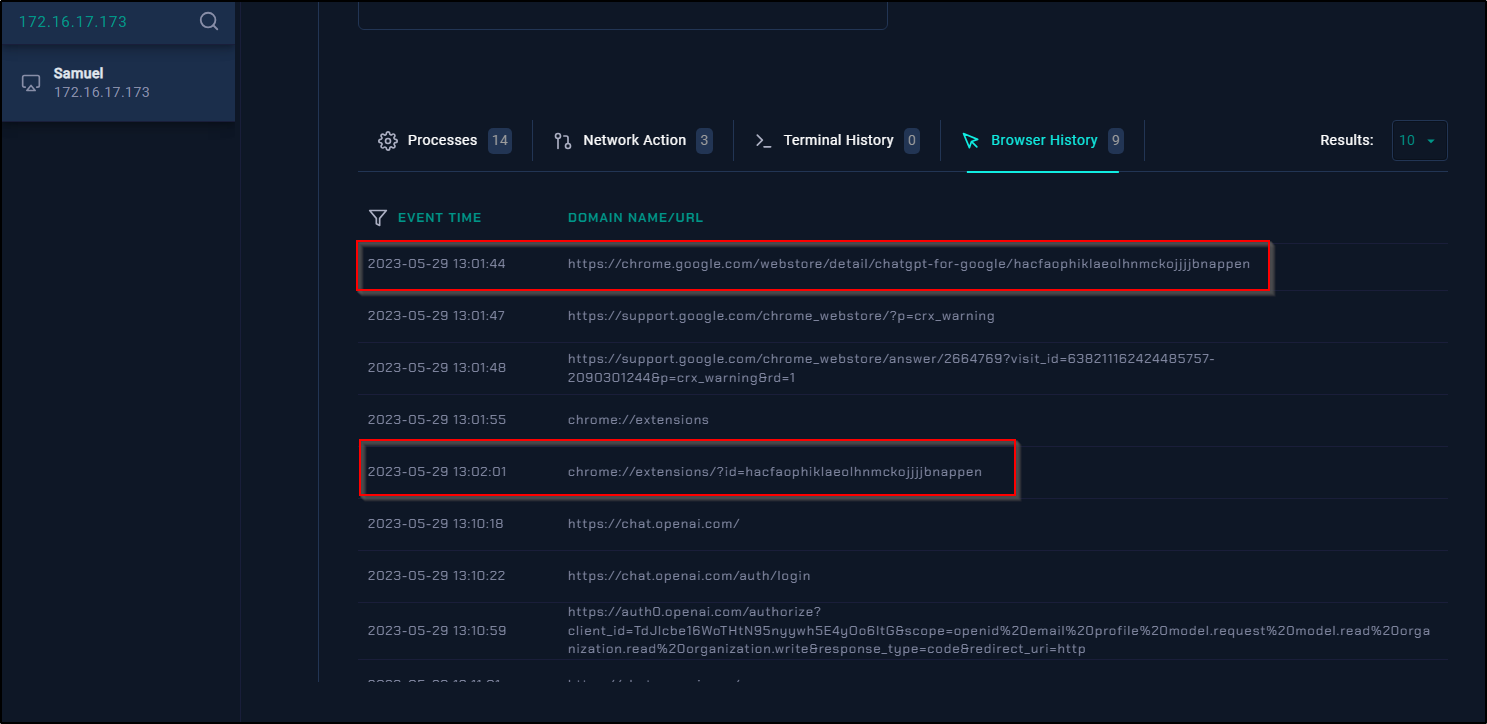 172.16.17.173
Samuel
172.16.17.173
Processes 14 Network Action 3 Terminal History 0 Browser History 9 Results: 10
EVENT TIME DOMAIN NAME/URL
2023-05-29 13:01:44 https://chrome.google.com/webstore/detail/chatgpt-for-google/hacfaophiklaeolhnmckojjjjbnappen
2023-05-29 13:01:47 https://support.google.com/chrome_webstore/?p=crx_warning
2023-05-29 13:01:48 https://support.google.com/chrome_webstore/answer/2664769?visit_id=638211162424485757-
2090301244&p=crx_warning&rd=1
2023-05-29 13:01:55 chrome://extensions
2023-05-29 13:02:01 chrome://extensions/?id=hacfaophiklaeolhnmckojjjjbnappen
2023-05-29 13:10:18 https://chat.openai.com/
2023-05-29 13:10:22 https://chat.openai.com/auth/login
https://auth0.openai.com/authorize?
2023-05-29 13:10:59 client_id=TdJIcbe16WoTHtN95nyywh5E4yOo6ItG&scope=openid%20email%20profile%20model.request%20model.read%20orga
nization.read%20organization.write&response_type=code&redirect_uri=http